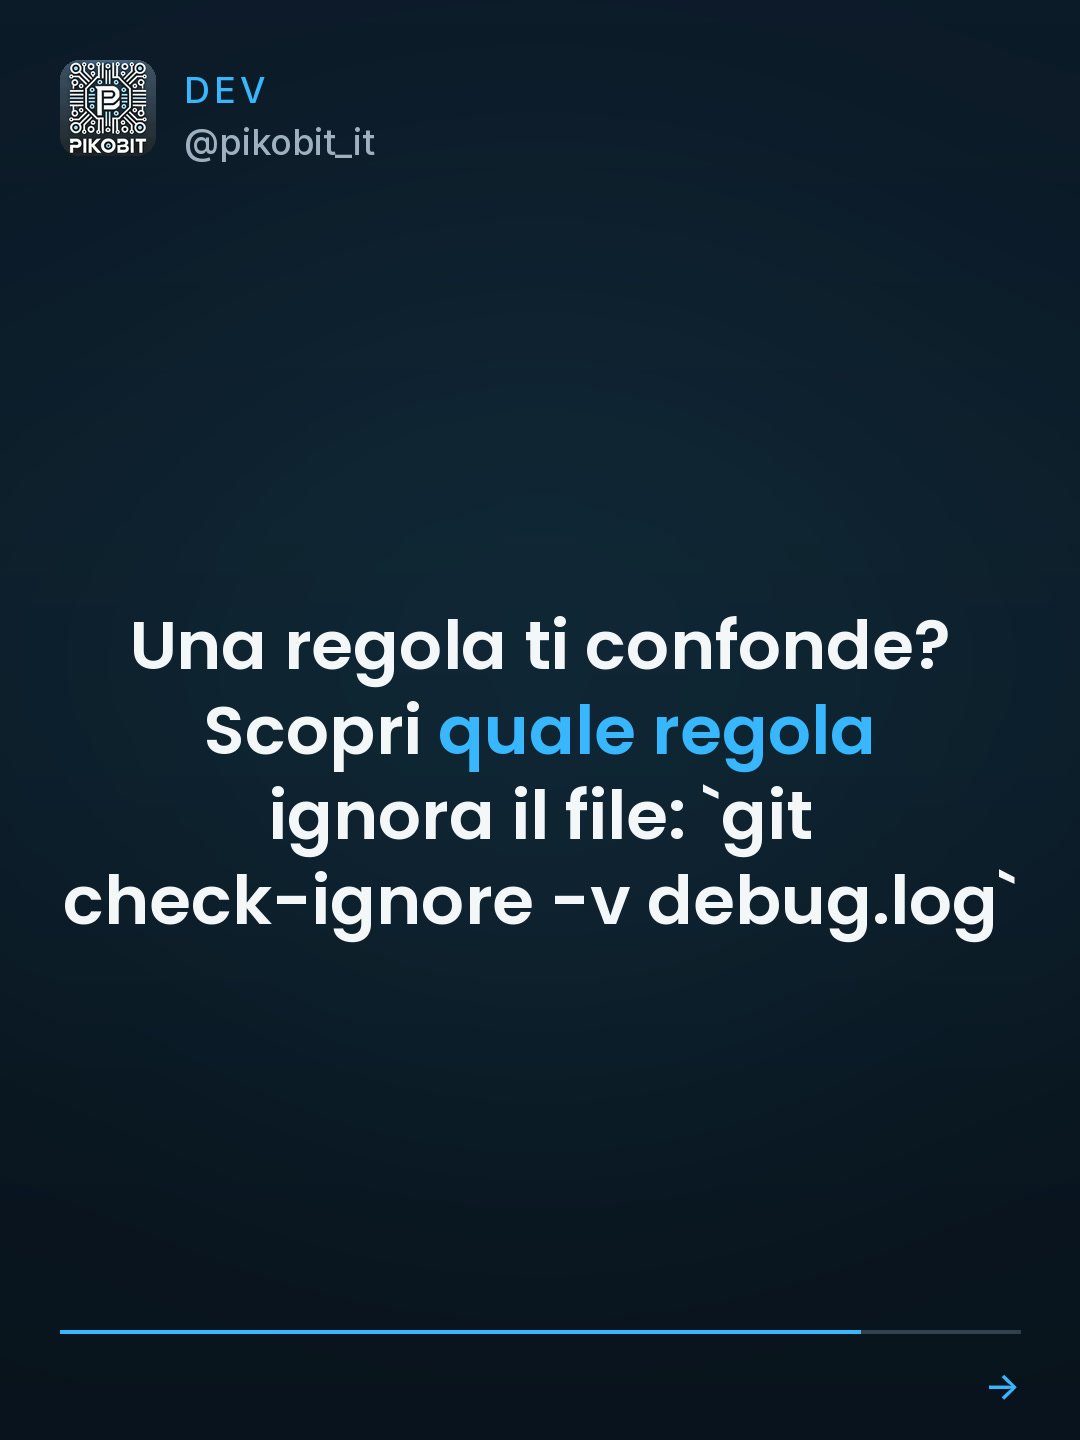 PIKOBIT
DEV
@pikobit_it
Una regola ti confonde?
Scopri quale regola
ignora il file: `git
check-ignore -v debug.log`
→